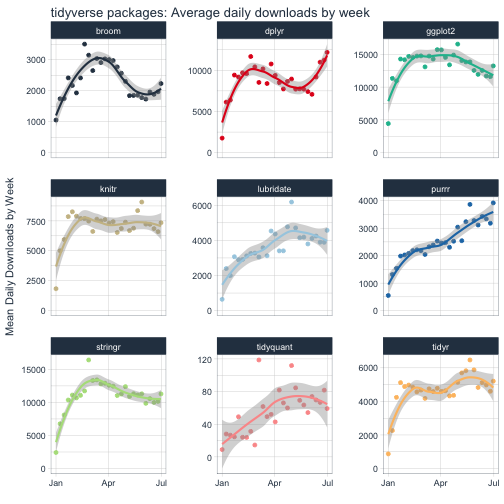 tidyverse packages: Average daily downloads by week
Mean Daily Downloads by Week
broom
dplyr
ggplot2
3000
2000
1000
0
10000
5000
0
15000
10000
5000
0
knitr
lubridate
purrr
7500
5000
2500
0
6000
4000
2000
0
4000
3000
2000
1000
0
stringr
tidyquant
tidyr
15000
10000
5000
0
120
80
40
0
6000
4000
2000
0
Jan Apr Jul
Jan Apr Jul
Jan Apr Jul